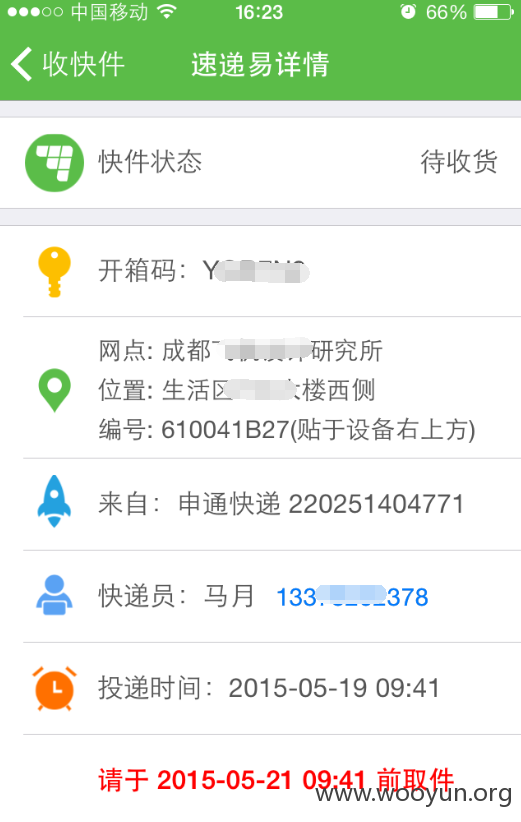 中国移动 16:23 66%
收快件 速递易详情
快件状态 待收货
开箱码：
网点: 成都 研究所
位置: 生活区 大楼西侧
编号: 610041B27(贴于设备右上方)
来自：申通快递 220251404771
快递员：马月 133 378
投递时间：2015-05-19 09:41
请于 2015-05-21 09:41 前取件
www.wooyun.org